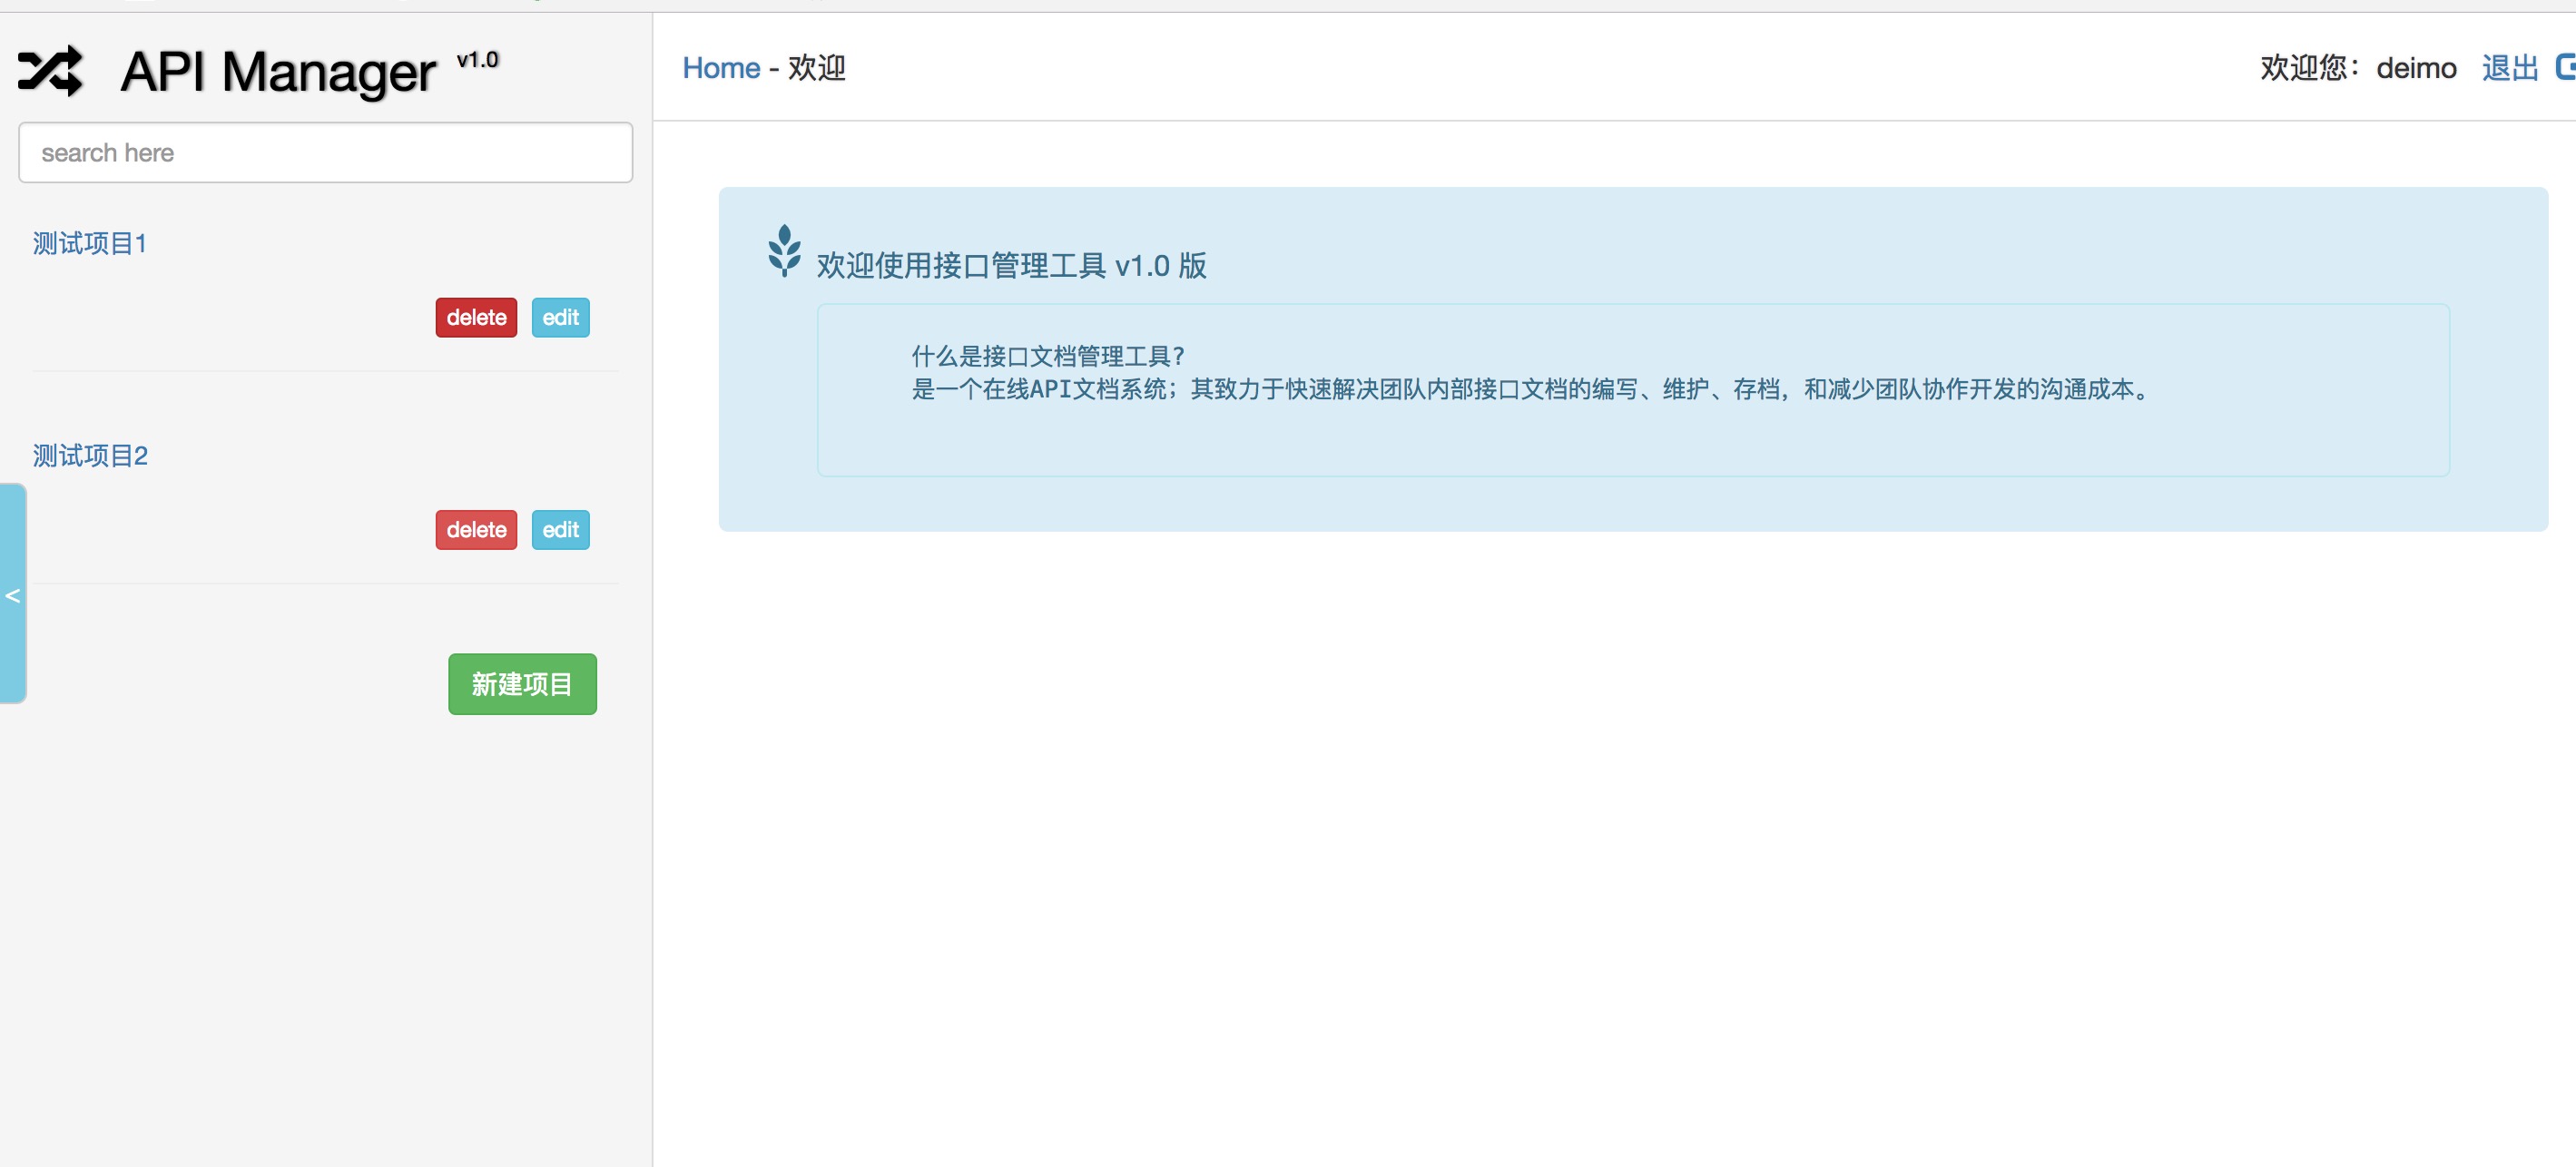 API Manager v1.0
search here
测试项目1
delete edit
测试项目2
delete edit
<
新建项目
Home - 欢迎
欢迎您：deimo 退出
欢迎使用接口管理工具 v1.0 版
什么是接口文档管理工具？
是一个在线API文档系统；其致力于快速解决团队内部接口文档的编写、维护、存档，和减少团队协作开发的沟通成本。